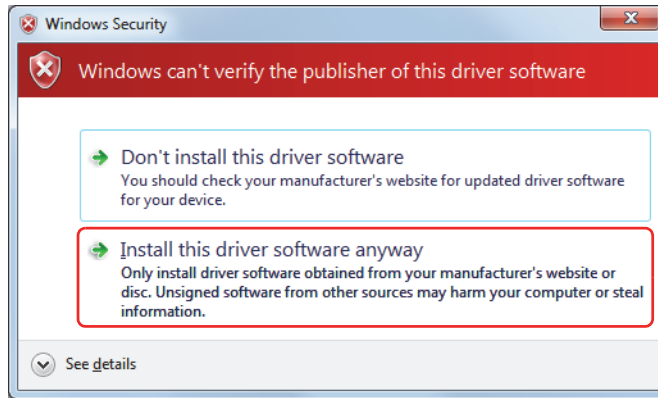 Windows Security
Windows can't verify the publisher of this driver software
Don't install this driver software
You should check your manufacturer's website for updated driver software
for your device.
Install this driver software anyway
Only install driver software obtained from your manufacturer's website or
disc. Unsigned software from other sources may harm your computer or steal
information.
See details